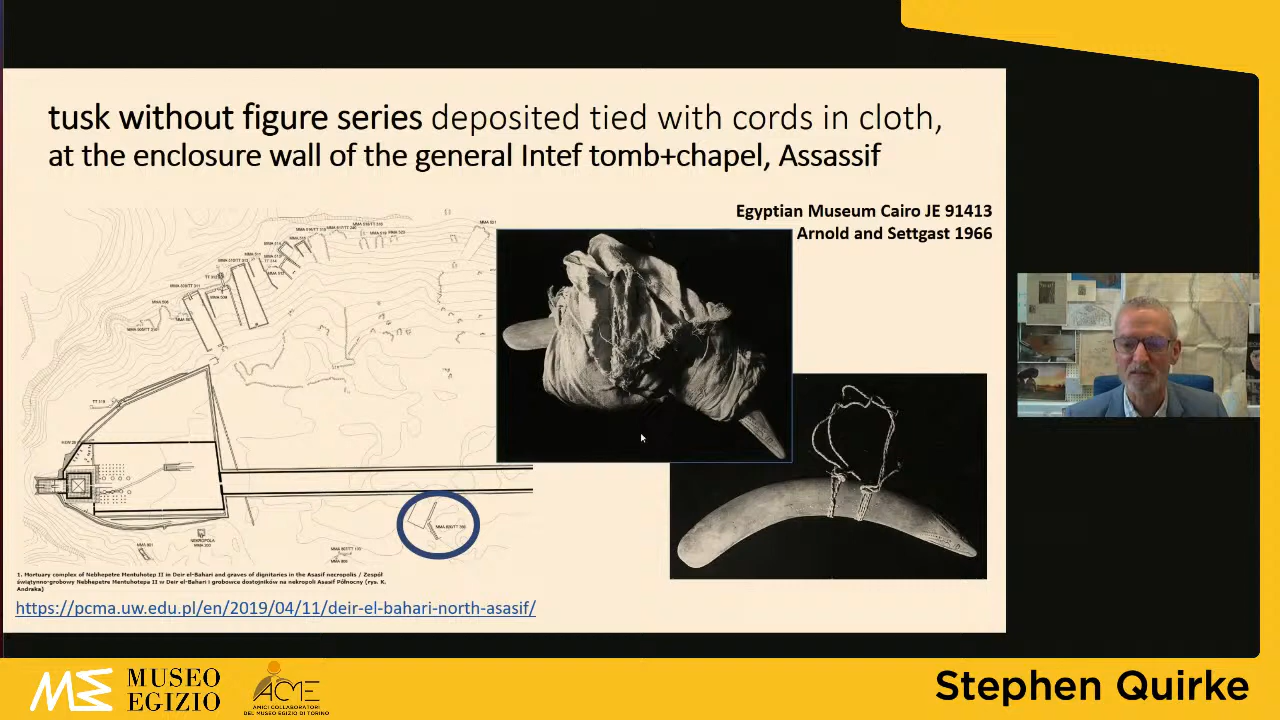 tusk without figure series deposited tied with cords in cloth,
at the enclosure wall of the general Intef tomb+chapel, Assassif
Egyptian Museum Cairo JE 91413
Arnold and Settgast 1966
1. Mortuary complex of Nebhepetre Mentuhotep II in Deir el-Bahari and graves of dignitaries in the Asasif necropolis / Zespół
świątynno-grobowy Nebhepetre Mentuhotepa II w Deir el-Bahari i grobowce dostojników na nekropoli Asasif Północny (rys. K.
Andraka)
https://pcma.uw.edu.pl/en/2019/04/11/deir-el-bahari-north-asasif/
MUSEO
EGIZIO
ACME
AMICI COLLABORATORI
DEL MUSEO EGIZIO DI TORINO
Stephen Quirke